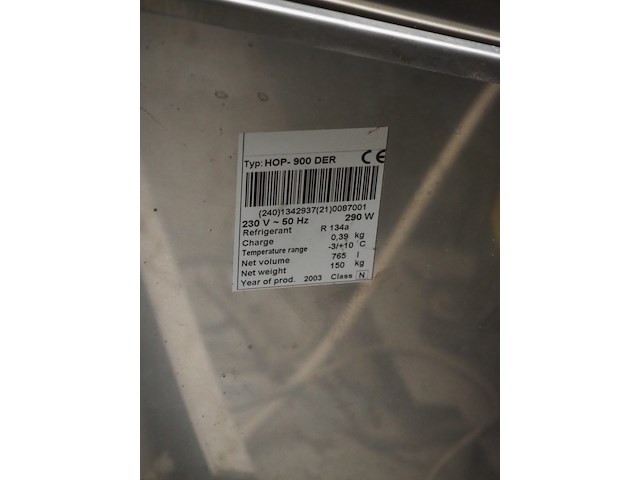 Typ: HOP- 900 DER CE
(240)1342937(21)0087001
230 V ~ 50 Hz 290 W
Refrigerant R 134a
Charge 0,39 kg
Temperature range -3/+10 °C
Net volume 765 l
Net weight 150 kg
Year of prod. 2003 Class N